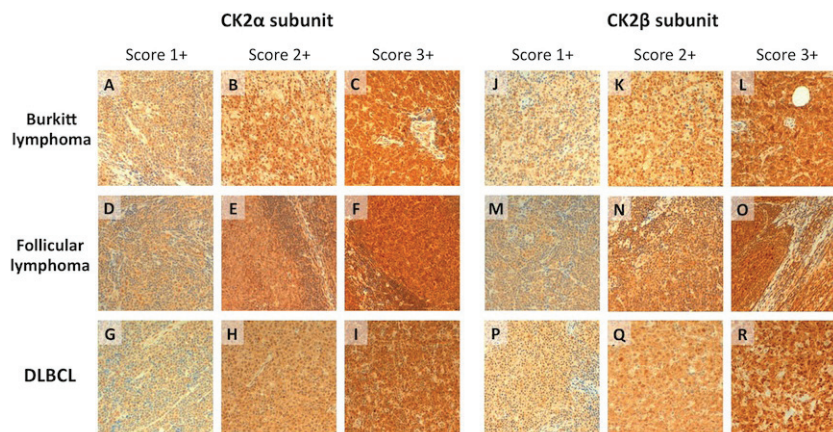 CK2α subunit CK2β subunit
Score 1+ Score 2+ Score 3+ Score 1+ Score 2+ Score 3+
Burkitt
lymphoma
A B C J K L
Follicular
lymphoma
D E F M N O
DLBCL
G H I P Q R